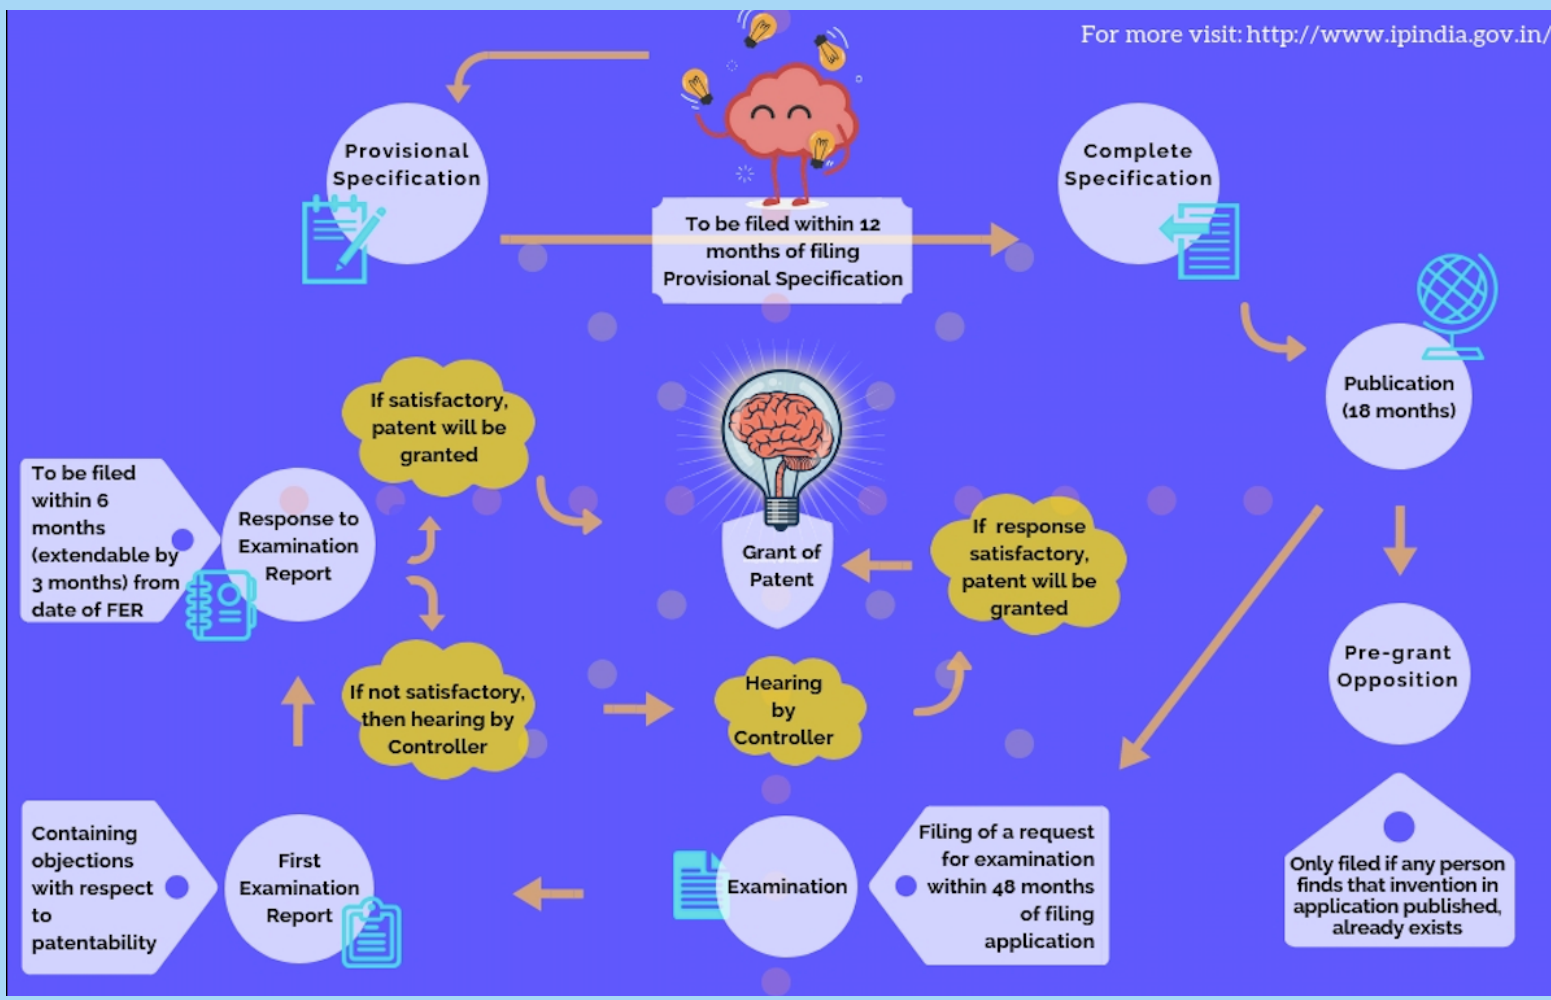 For more visit: http://www.ipindia.gov.in/
Provisional
Specification
To be filed within 12
months of filing
Provisional Specification
Complete
Specification
Publication
(18 months)
If satisfactory,
patent will be
granted
To be filed
within 6
months
(extendable by
3 months) from
date of FER
Response to
Examination
Report
Grant of
Patent
If response
satisfactory,
patent will be
granted
Pre-grant
Opposition
If not satisfactory,
then hearing by
Controller
Hearing
by
Controller
Containing
objections
with respect
to
patentability
First
Examination
Report
Examination
Filing of a request
for examination
within 48 months
of filing
application
Only filed if any person
finds that invention in
application published,
already exists